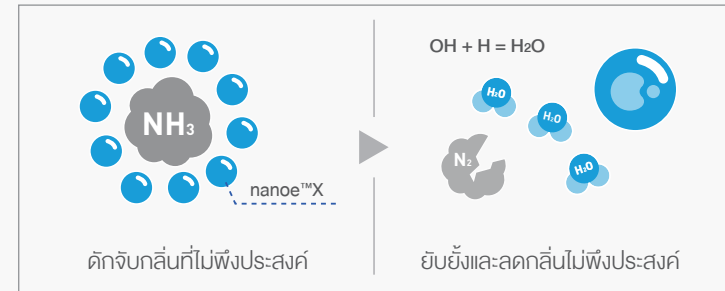 NH₃
nanoe™X
ดักจับกลิ่นที่ไม่พึงประสงค์
OH + H = H₂O
H₂O
H₂O
H₂O
N₂
ยับยั้งและลดกลิ่นไม่พึงประสงค์